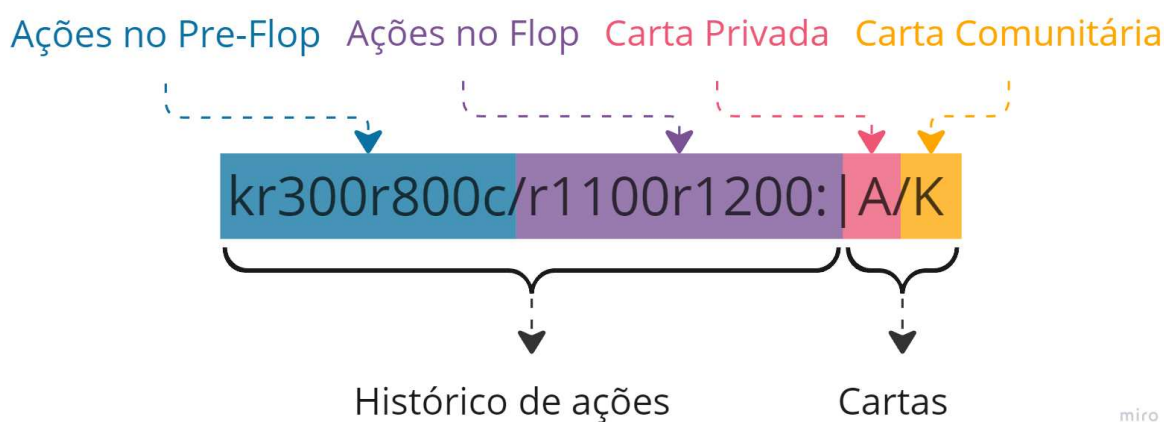 Ações no Pre-Flop Ações no Flop Carta Privada Carta Comunitária
kr300r800c/r1100r1200:|A/K
Histórico de ações Cartas
miro